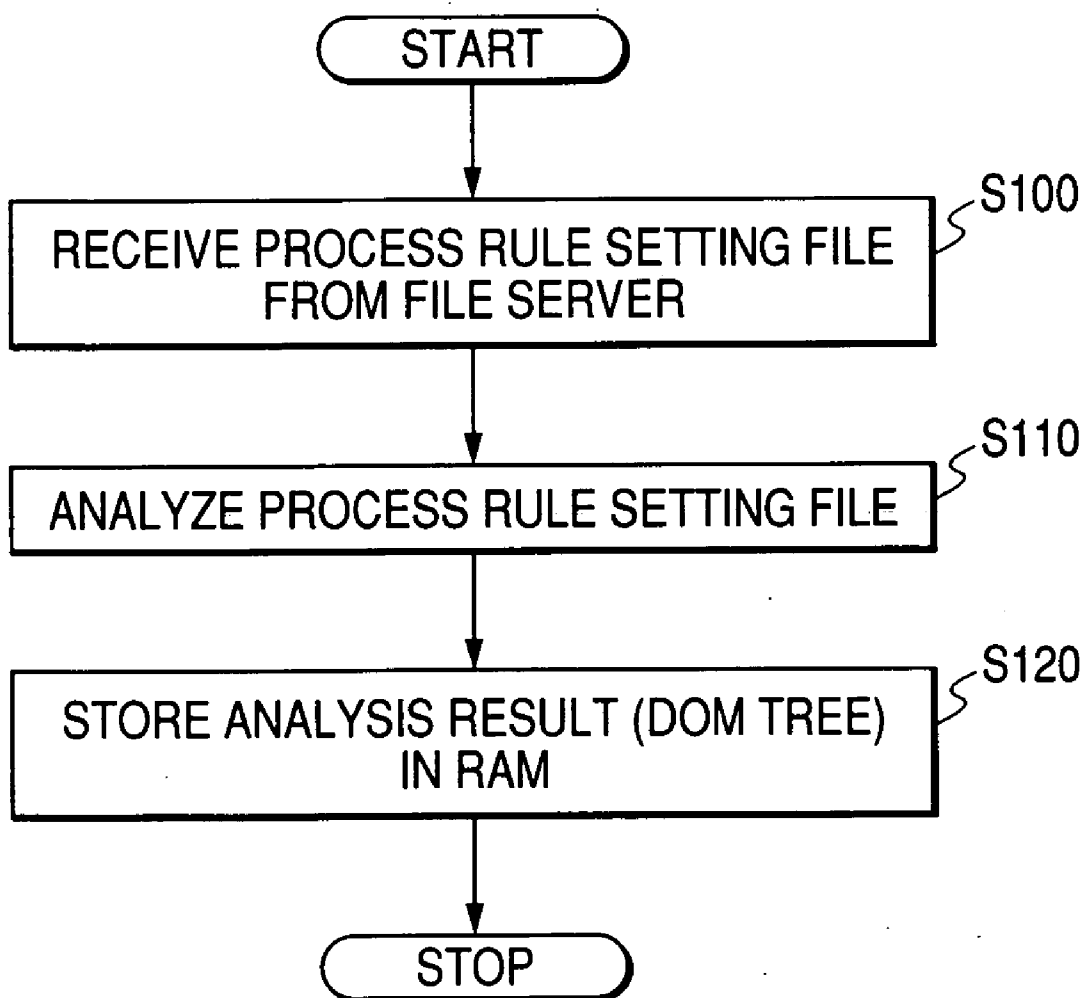 START
S100
RECEIVE PROCESS RULE SETTING FILE
FROM FILE SERVER
S110
ANALYZE PROCESS RULE SETTING FILE
S120
STORE ANALYSIS RESULT (DOM TREE)
IN RAM
STOP